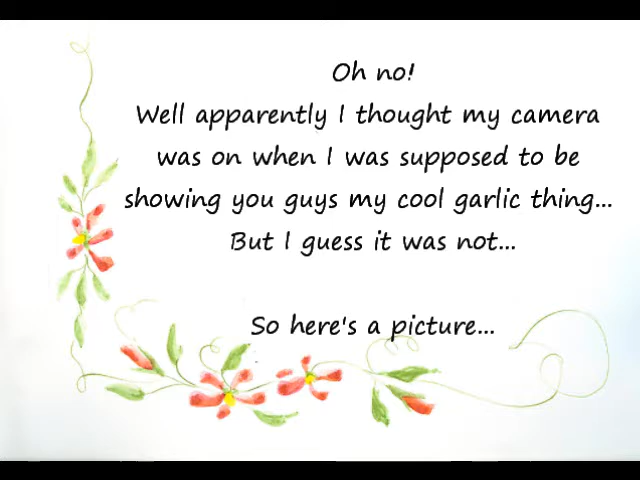 Oh no!
Well apparently I thought my camera
was on when I was supposed to be
showing you guys my cool garlic thing...
But I guess it was not...
So here's a picture...